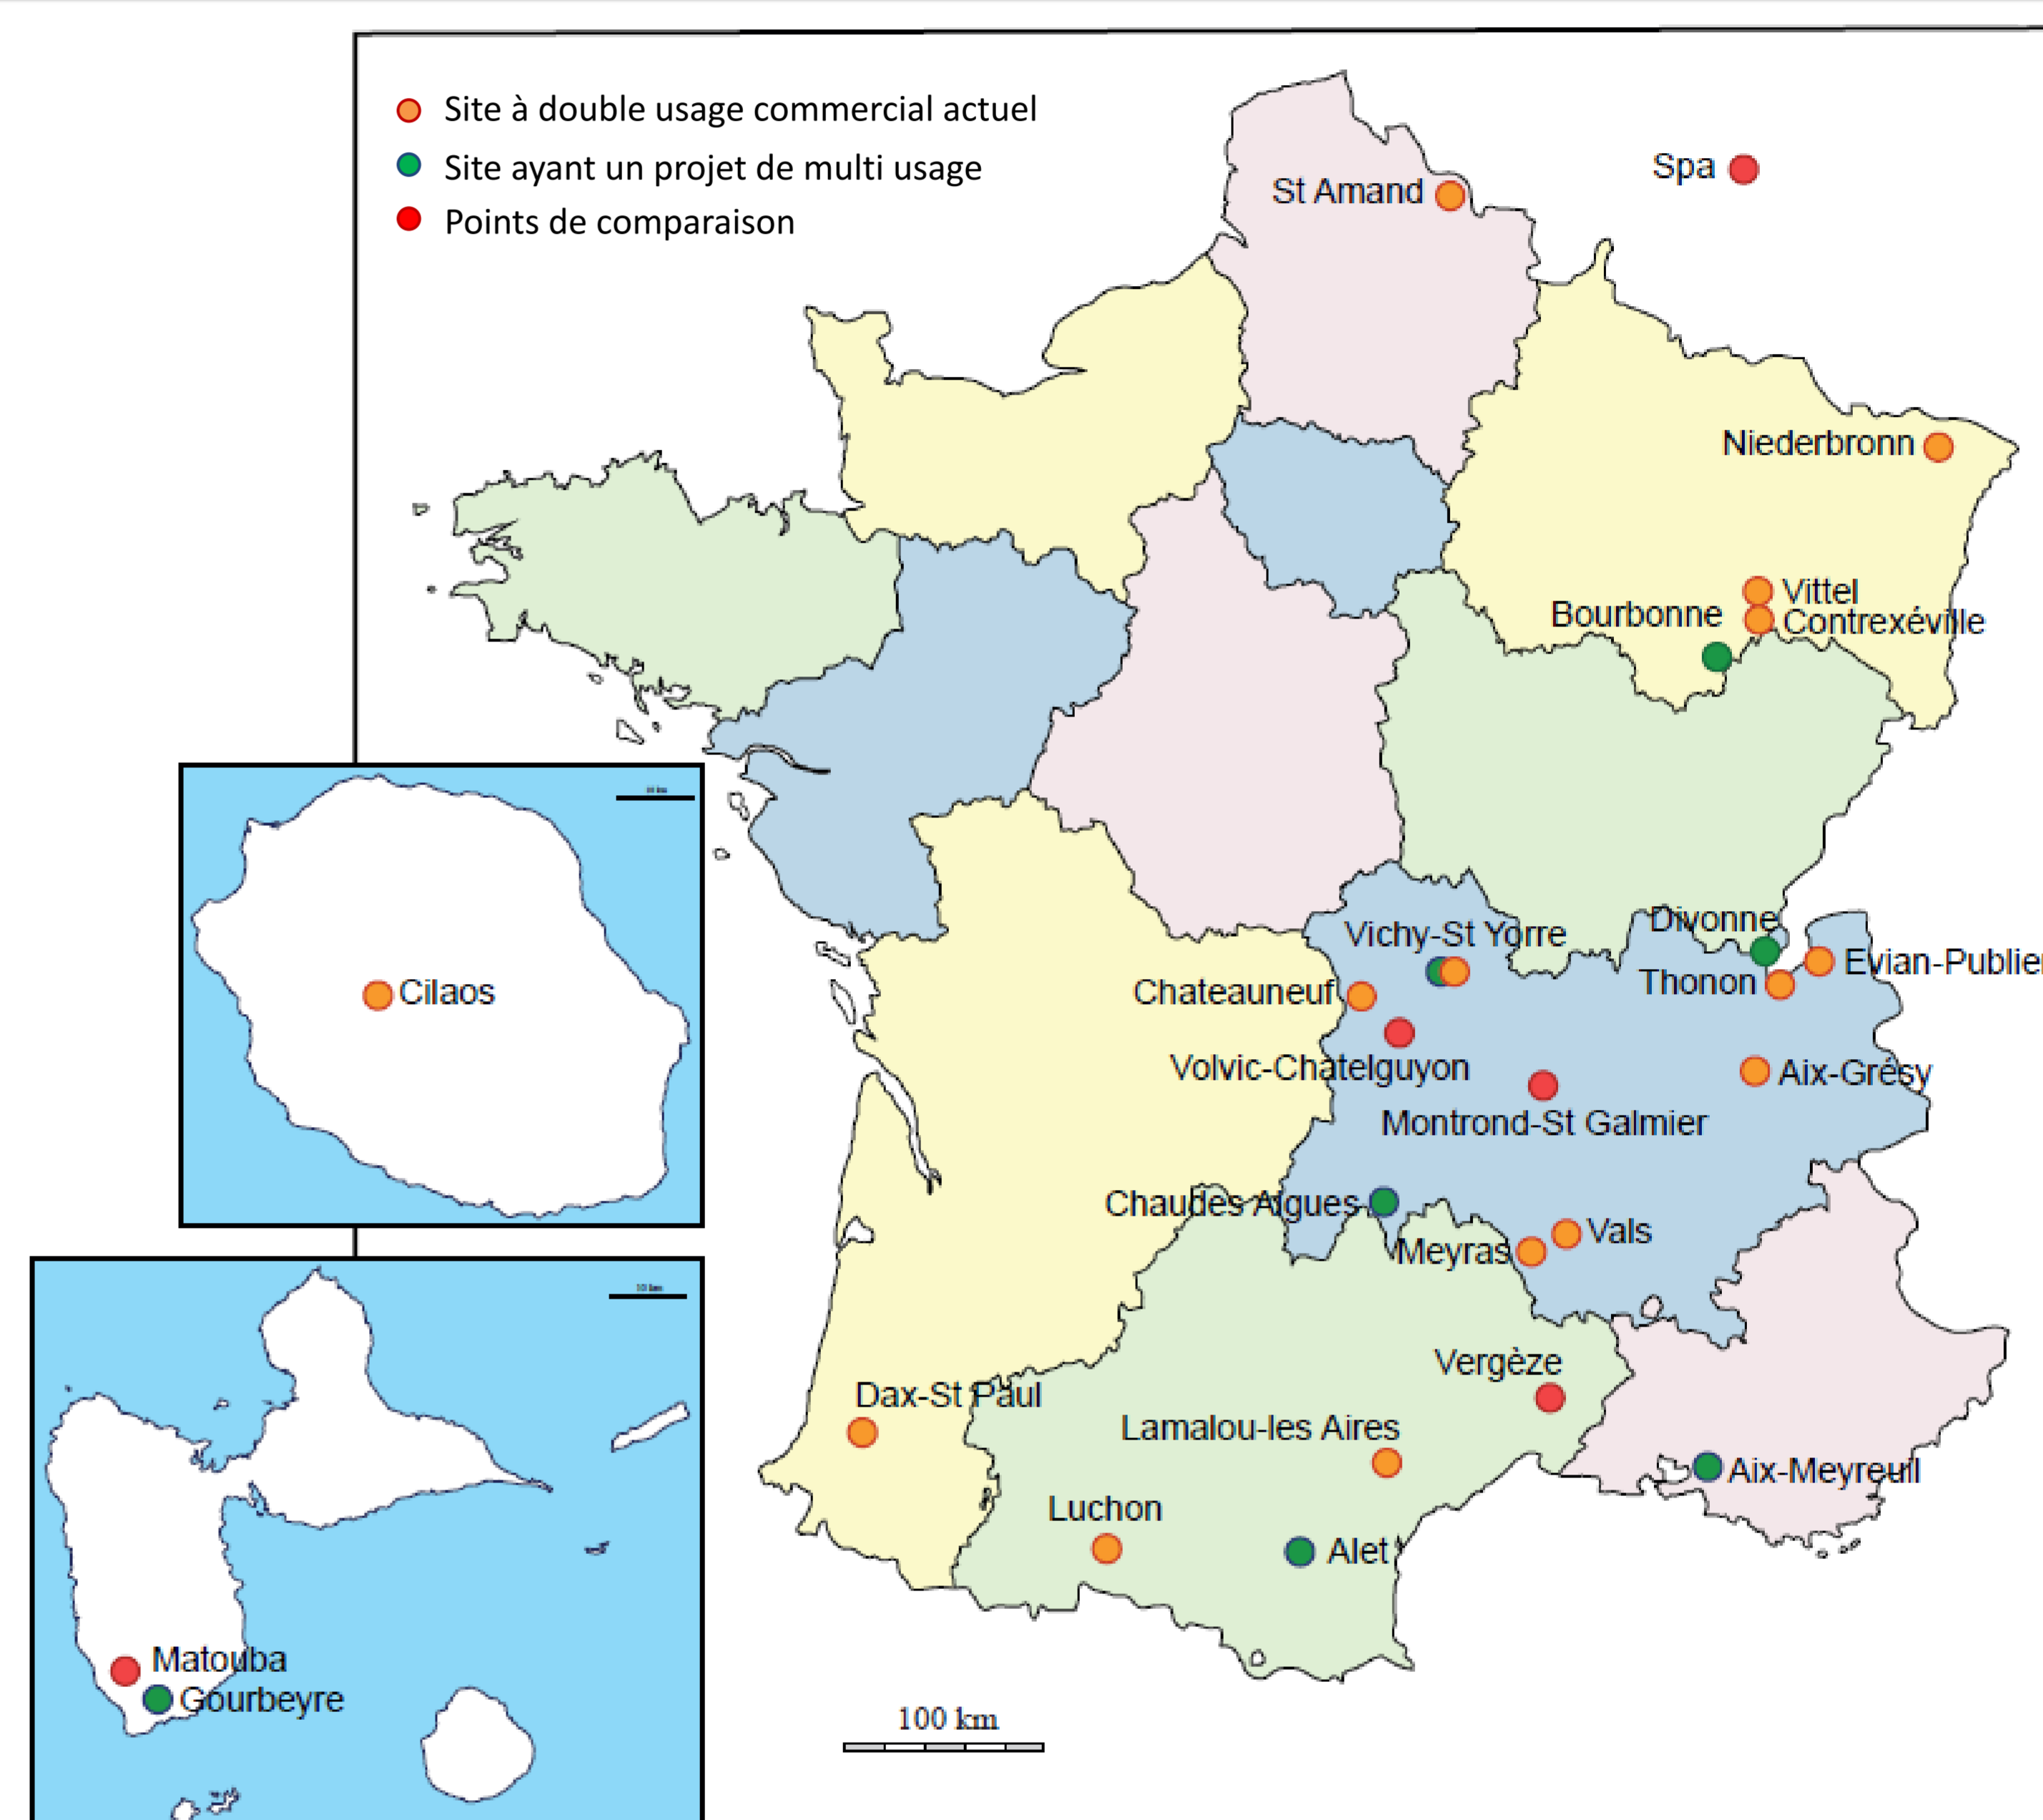 Site à double usage commercial actuel
Site ayant un projet de multi usage
Points de comparaison
Spa
St Amand
Niederbronn
Vittel
Bourbonne
Contrexéville
Divonne
Vichy-St Yorre
Evian-Publier
Thonon
Chateauneuf
Cilaos
Volvic-Chatelguyon
Aix-Grésy
Montrond-St Galmier
Chaudes Aigues
Vals
Meyras
10 km
Vergèze
Dax-St Paul
Lamalou-les Aires
Aix-Meyreuil
Luchon
Alet
Matouba
Gourbeyre
100 km